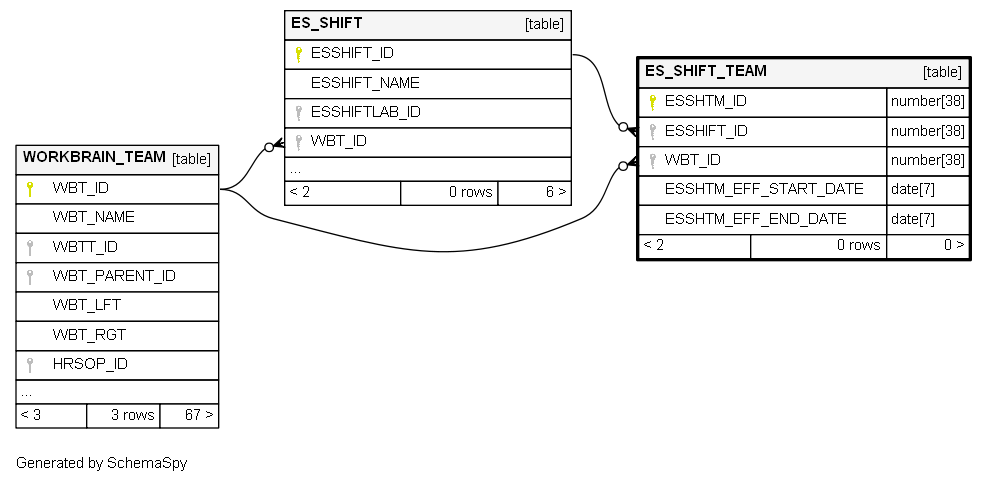 ES_SHIFT [table]
ESSHIFT_ID
ESSHIFT_NAME
ESSHIFTLAB_ID
WBT_ID
...
< 2 0 rows 6 >
ES_SHIFT_TEAM [table]
ESSHTM_ID number[38]
ESSHIFT_ID number[38]
WBT_ID number[38]
ESSHTM_EFF_START_DATE date[7]
ESSHTM_EFF_END_DATE date[7]
< 2 0 rows 0 >
WORKBRAIN_TEAM [table]
WBT_ID
WBT_NAME
WBTT_ID
WBT_PARENT_ID
WBT_LFT
WBT_RGT
HRSOP_ID
...
< 3 3 rows 67 >
Generated by SchemaSpy